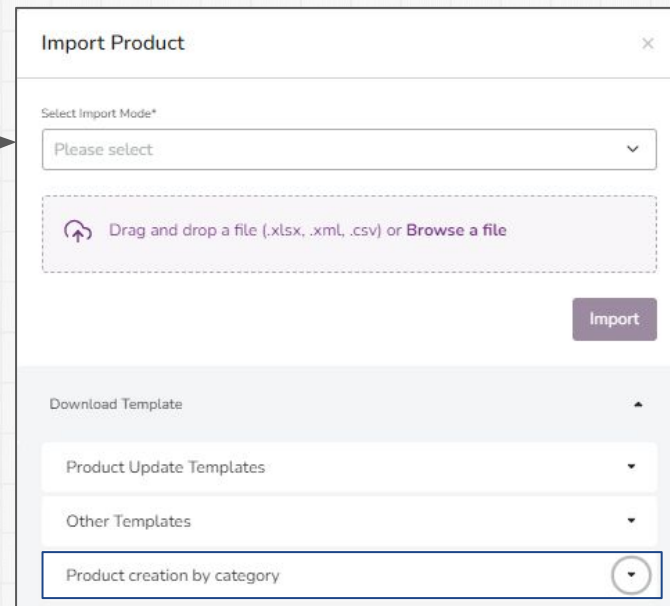 Import Product
Select Import Mode*
Please select
Drag and drop a file (.xlsx, .xml, .csv) or Browse a file
Import
Download Template
Product Update Templates
Other Templates
Product creation by category